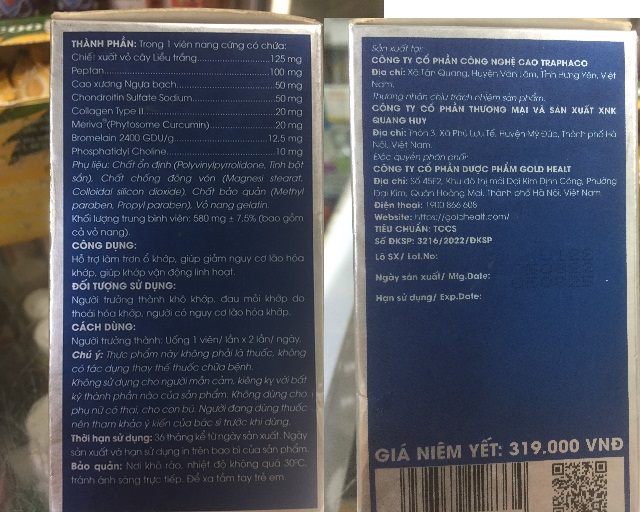 THÀNH PHẦN: Trong 1 viên nang cứng có chứa:
Chiết xuất vỏ cây Liễu trắng........125 mg
Peptan........100 mg
Cao xương Ngựa bạch........50 mg
Chondroitin Sulfate Sodium........50 mg
Collagen Type II........20 mg
Meriva®(Phytosome Curcumin)........20 mg
Bromelain 2400 GDU/g........12,5 mg
Phosphatidyl Choline........10 mg
Phụ liệu: Chất ổn định (Polyvinylpyrrolidone, Tinh bột
sắn), Chất chống đông vón (Magnesi stearat,
Colloidal silicon dioxide), Chất bảo quản (Methyl
paraben, Propyl paraben), Vỏ nang gelatin.
Khối lượng trung bình viên: 580 mg ± 7,5% (bao gồm
cả vỏ nang).
CÔNG DỤNG:
Hỗ trợ làm trơn ổ khớp, giúp giảm nguy cơ lão hóa
khớp, giúp khớp vận động linh hoạt.
ĐỐI TƯỢNG SỬ DỤNG:
Người trưởng thành khô khớp, đau mỏi khớp do
thoái hóa khớp, người có nguy cơ lão hóa khớp.
CÁCH DÙNG:
Người trưởng thành: Uống 1 viên/ lần x 2 lần/ ngày
Chú ý: Thực phẩm này không phải là thuốc, không
có tác dụng thay thế thuốc chữa bệnh.
Không sử dụng cho người mẫn cảm, kiêng kỵ với bất
kỳ thành phần nào của sản phẩm. Không dùng cho
phụ nữ có thai, cho con bú. Người đang dùng thuốc
nên tham khảo ý kiến của bác sĩ trước khi dùng.
Thời hạn sử dụng: 36 tháng kể từ ngày sản xuất. Ngày
sản xuất và hạn sử dụng in trên bao bì của sản phẩm.
Bảo quản: Nơi khô ráo, nhiệt độ không quá 30°C,
tránh ánh sáng trực tiếp. Để xa tầm tay trẻ em.
Sản xuất tại:
CÔNG TY CỔ PHẦN CÔNG NGHỆ CAO TRAPHACO
Địa chỉ: Xã Tân Quang, Huyện Văn Lâm, Tỉnh Hưng Yên, Việt
Nam.
Thương nhân chịu trách nhiệm sản phẩm:
CÔNG TY CỔ PHẦN THƯƠNG MẠI VÀ SẢN XUẤT XNK
QUANG HUY
Địa chỉ: Thôn 3, Xã Phù Lưu Tế, Huyện Mỹ Đức, Thành phố Hà
Nội, Việt Nam.
Độc quyền phân phối:
CÔNG TY CỔ PHẦN DƯỢC PHẨM GOLD HEALT
Địa chỉ: Số 45F2, Khu đô thị mới Đại Kim Định Công, Phường
Đại Kim, Quận Hoàng Mai, Thành phố Hà Nội, Việt Nam
Điện thoại: 1900 866 608
Website: https://goldhealt.com/
TIÊU CHUẨN: TCCS
Số ĐKSP: 3216/2022/ĐKSP
Lô SX/ Lot.No:
Ngày sản xuất/ Mfg.Date:
Hạn sử dụng/ Exp.Date:
GIÁ NIÊM YẾT: 319.000 VNĐ